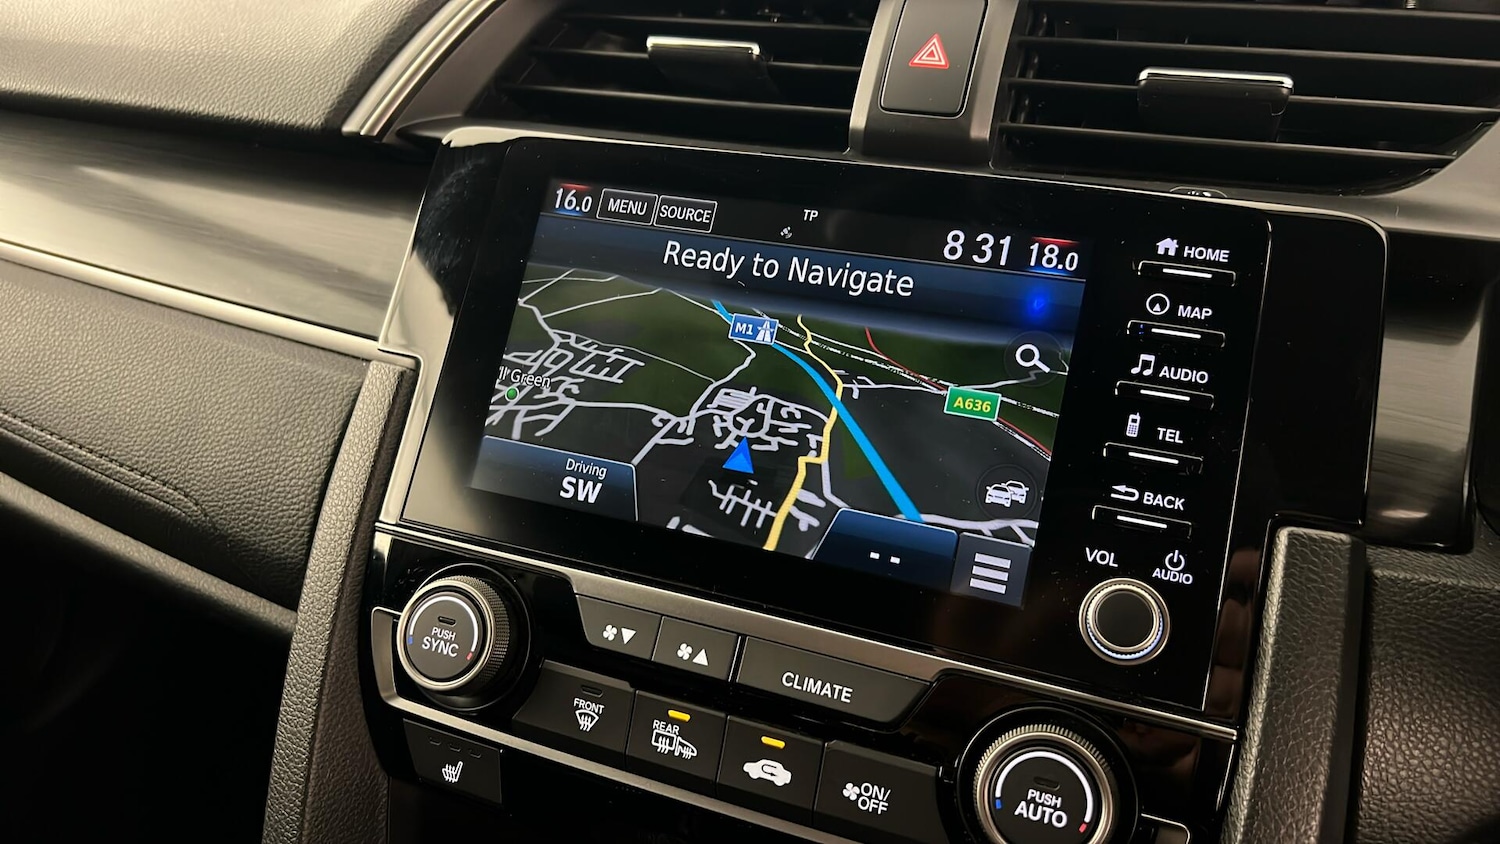 16.0 MENU SOURCE TP 8 31 18.0
Ready to Navigate
M1
Green
A636
Driving
SW
--
HOME
MAP
AUDIO
TEL
BACK
VOL
AUDIO
PUSH
SYNC
CLIMATE
FRONT
REAR
ON/
OFF
PUSH
AUTO